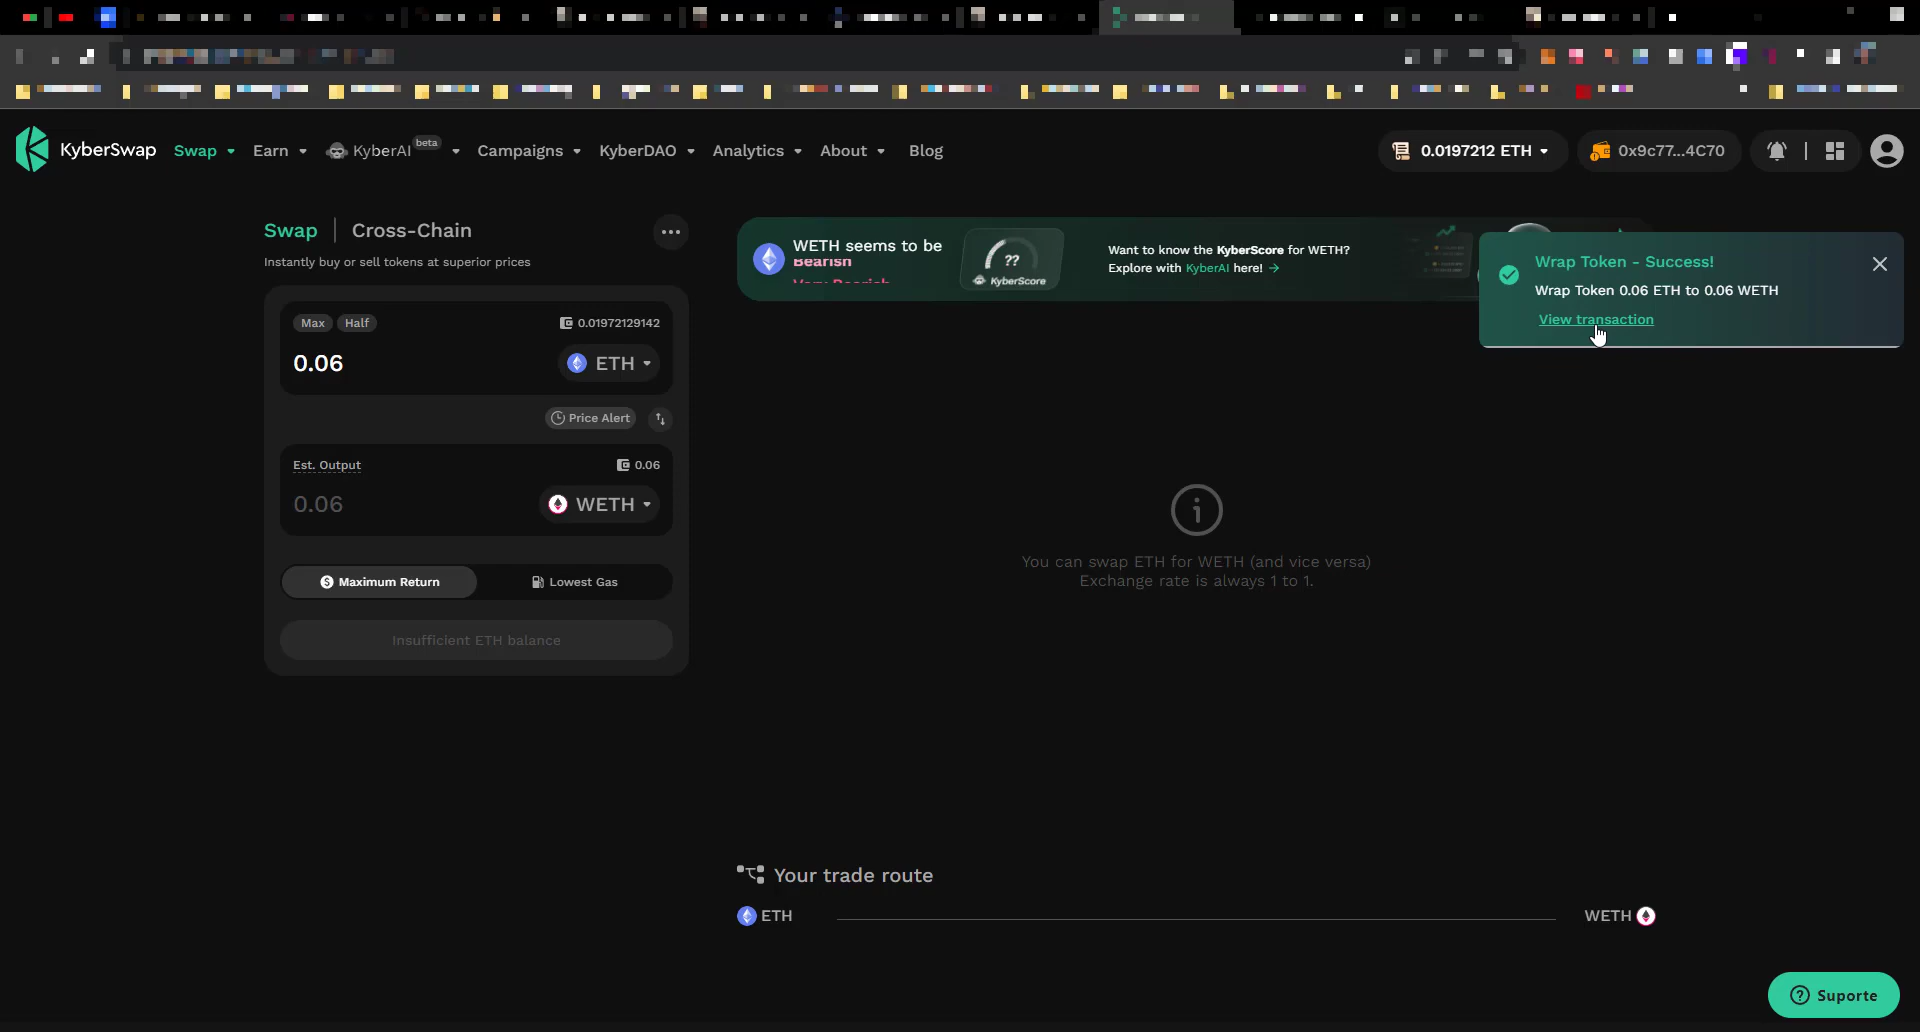 KyberSwap
Swap
Earn
KyberAI beta
Campaigns
KyberDAO
Analytics
About
Blog
0.0197212 ETH
0x9c77...4C70
Swap | Cross-Chain
Instantly buy or sell tokens at superior prices
Max
Half
0.01972129142
0.06
ETH
Price Alert
Est. Output
0.06
0.06
WETH
Maximum Return
Lowest Gas
Insufficient ETH balance
WETH seems to be
Bearish
Very Bearish
??
KyberScore
Want to know the KyberScore for WETH?
Explore with KyberAI here! →
Wrap Token - Success!
Wrap Token 0.06 ETH to 0.06 WETH
View transaction
You can swap ETH for WETH (and vice versa)
Exchange rate is always 1 to 1.
Your trade route
ETH
WETH
Suporte